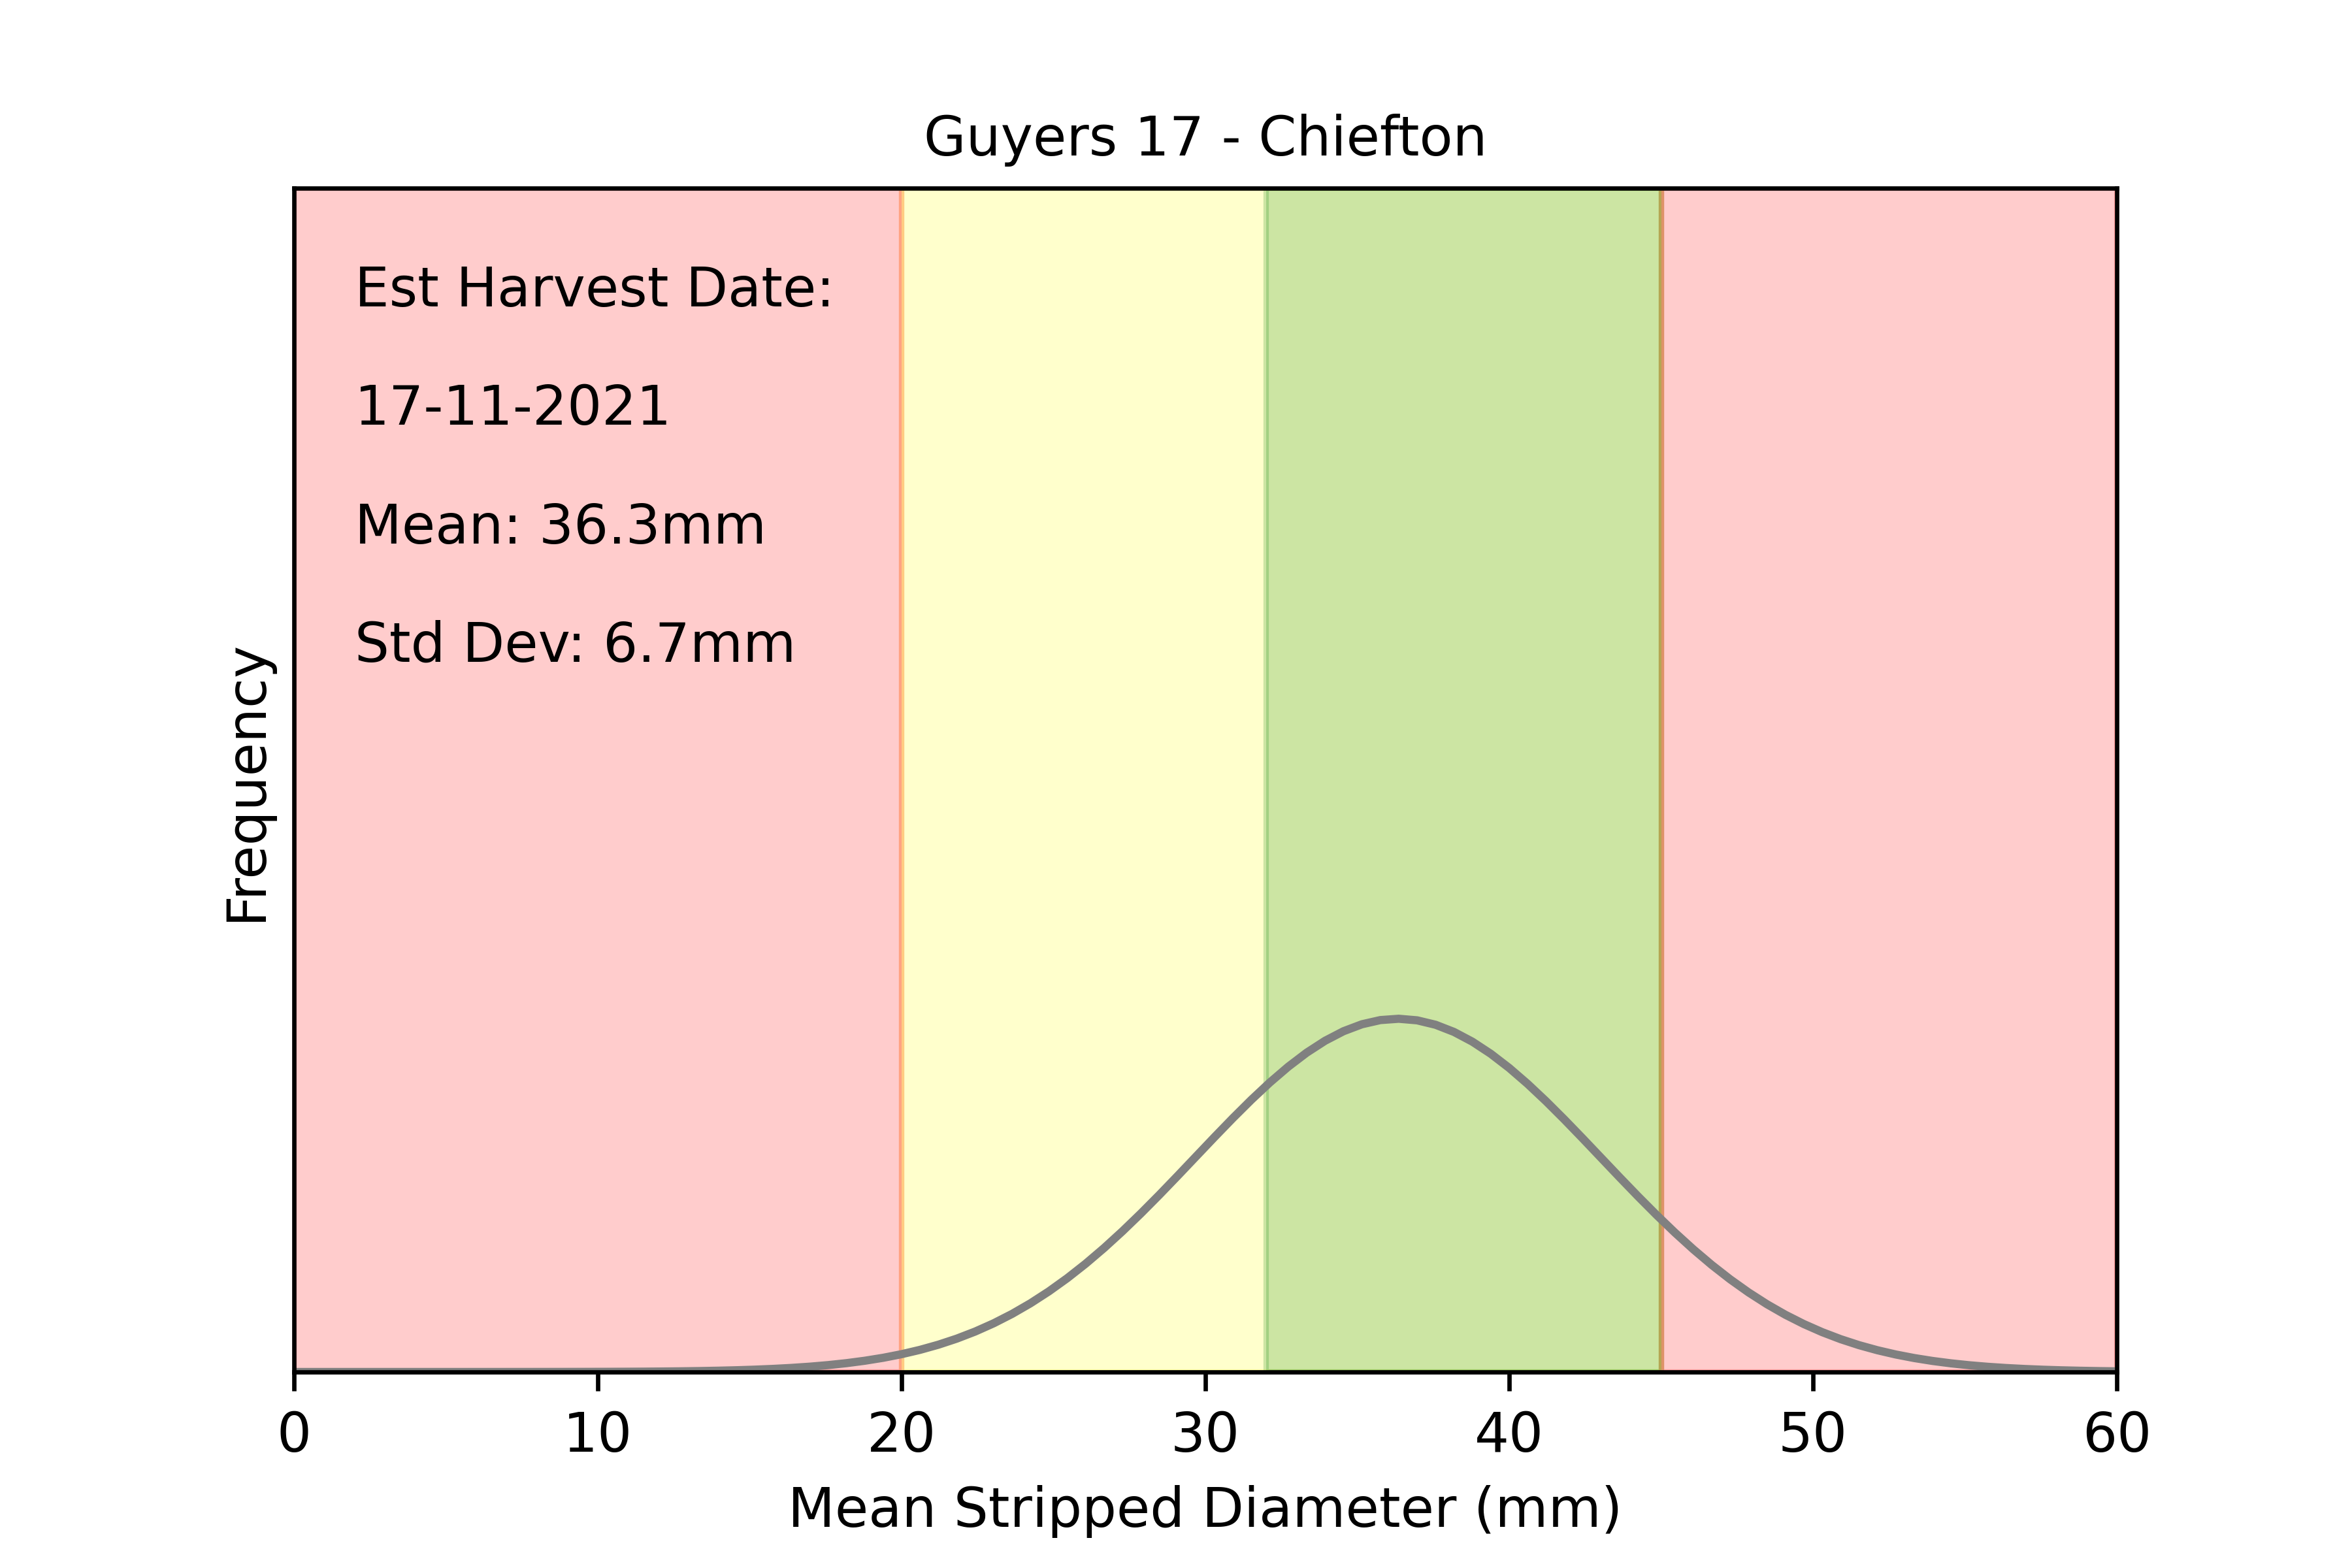 Guyers 17 - Chiefton
Est Harvest Date:
17-11-2021
Mean: 36.3mm
Std Dev: 6.7mm
Frequency
0 10 20 30 40 50 60
Mean Stripped Diameter (mm)